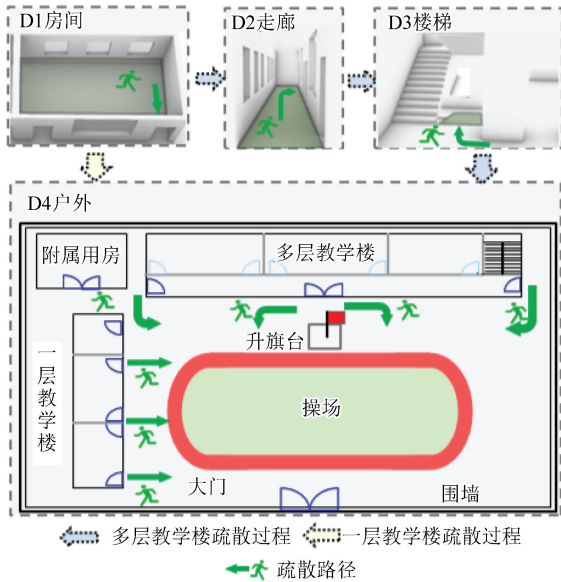 D1房间
D2走廊
D3楼梯
D4户外
附属用房
多层教学楼
升旗台
一层教学楼
操场
大门
围墙
多层教学楼疏散过程
一层教学楼疏散过程
疏散路径